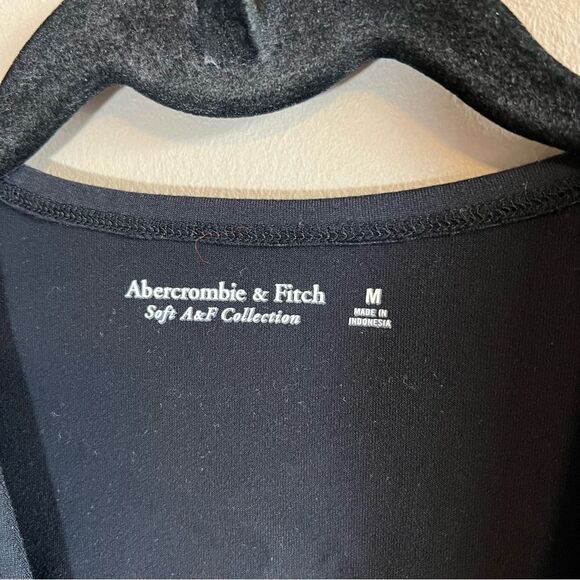 Abercrombie & Fitch
Soft A&F Collection
M
MADE IN
INDONESIA